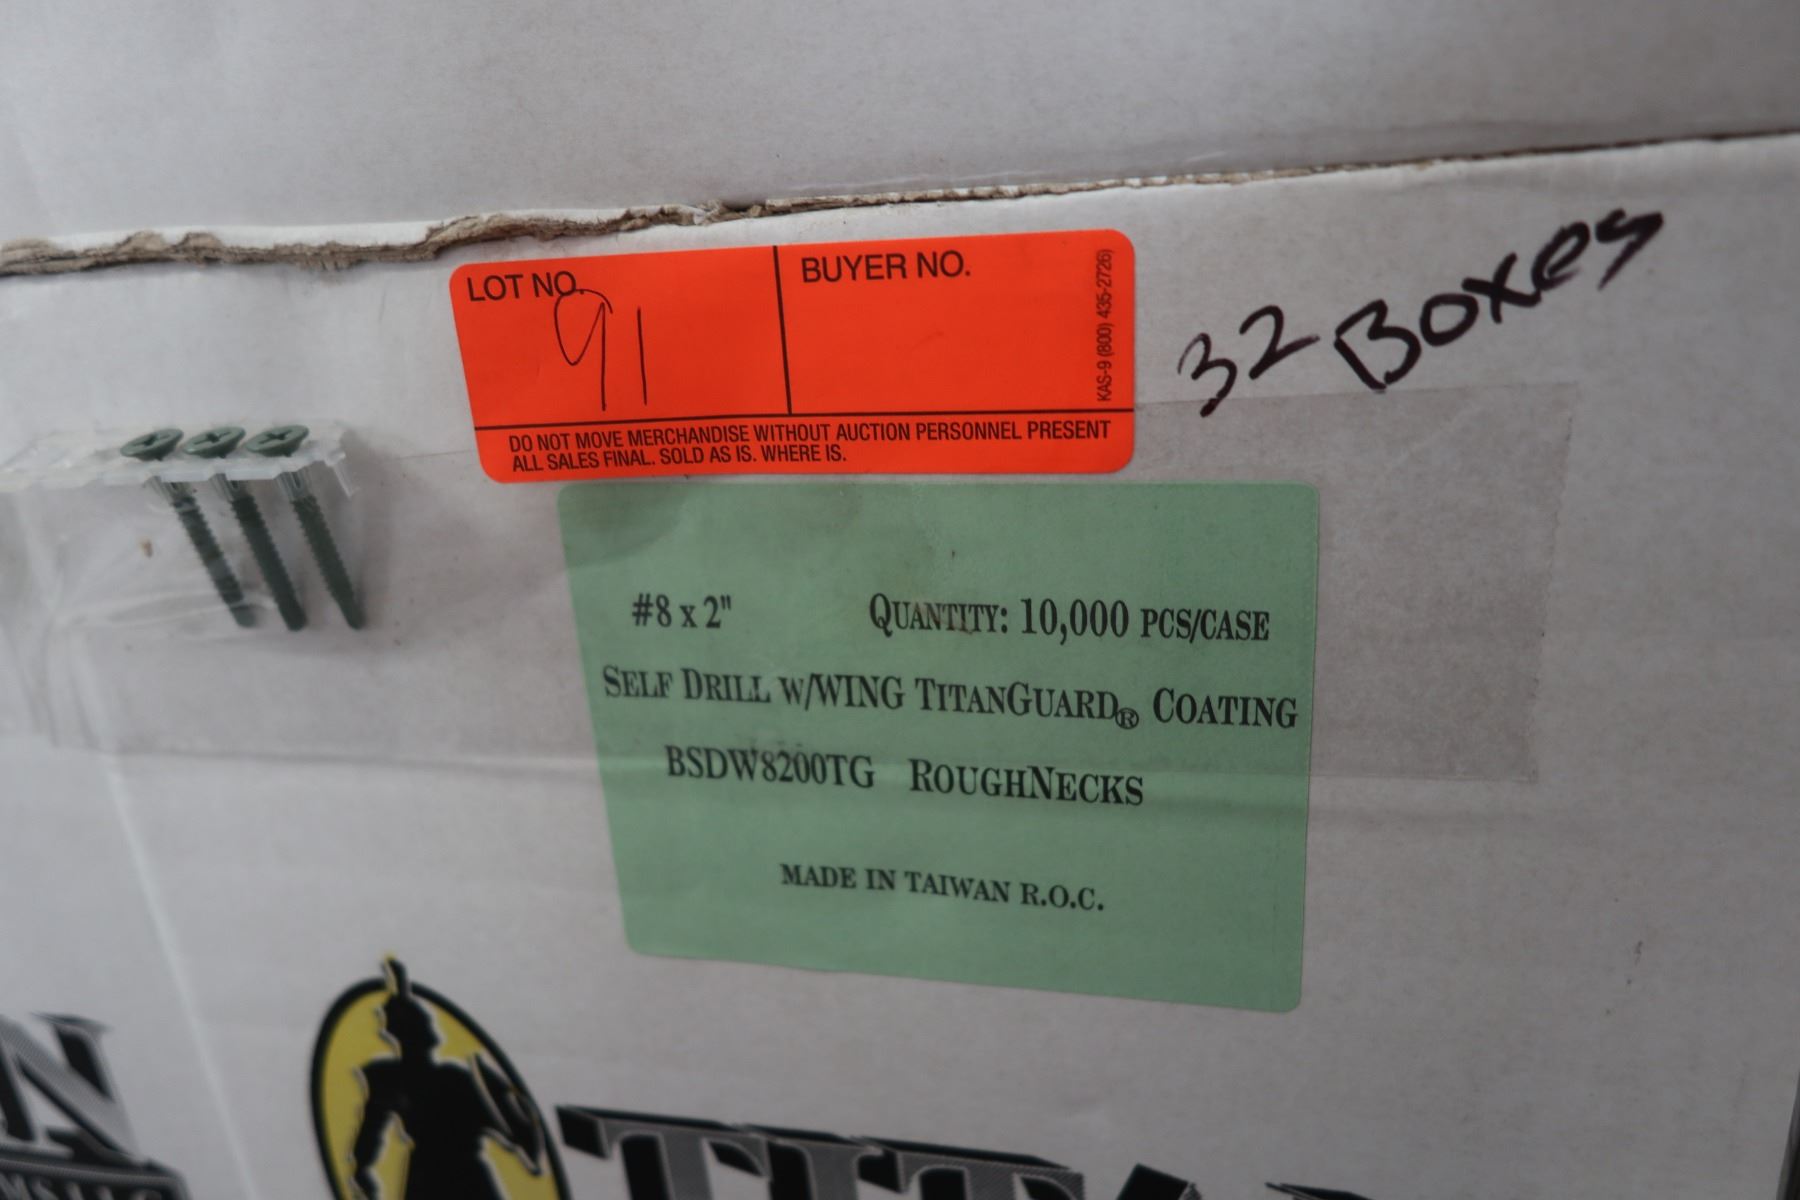 LOT NO.
91
BUYER NO.
KAS-9 (800) 435-2726)
DO NOT MOVE MERCHANDISE WITHOUT AUCTION PERSONNEL PRESENT
ALL SALES FINAL. SOLD AS IS. WHERE IS.
32 Boxes
#8 x 2" QUANTITY: 10,000 PCS/CASE
SELF DRILL W/WING TITANGUARD® COATING
BSDW8200TG ROUGHNECKS
MADE IN TAIWAN R.O.C.